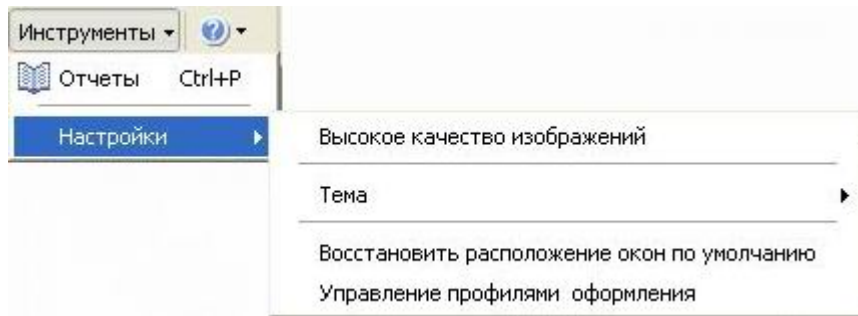 Инструменты
Отчеты Ctrl+P
Настройки
Высокое качество изображений
Тема
Восстановить расположение окон по умолчанию
Управление профилями оформления